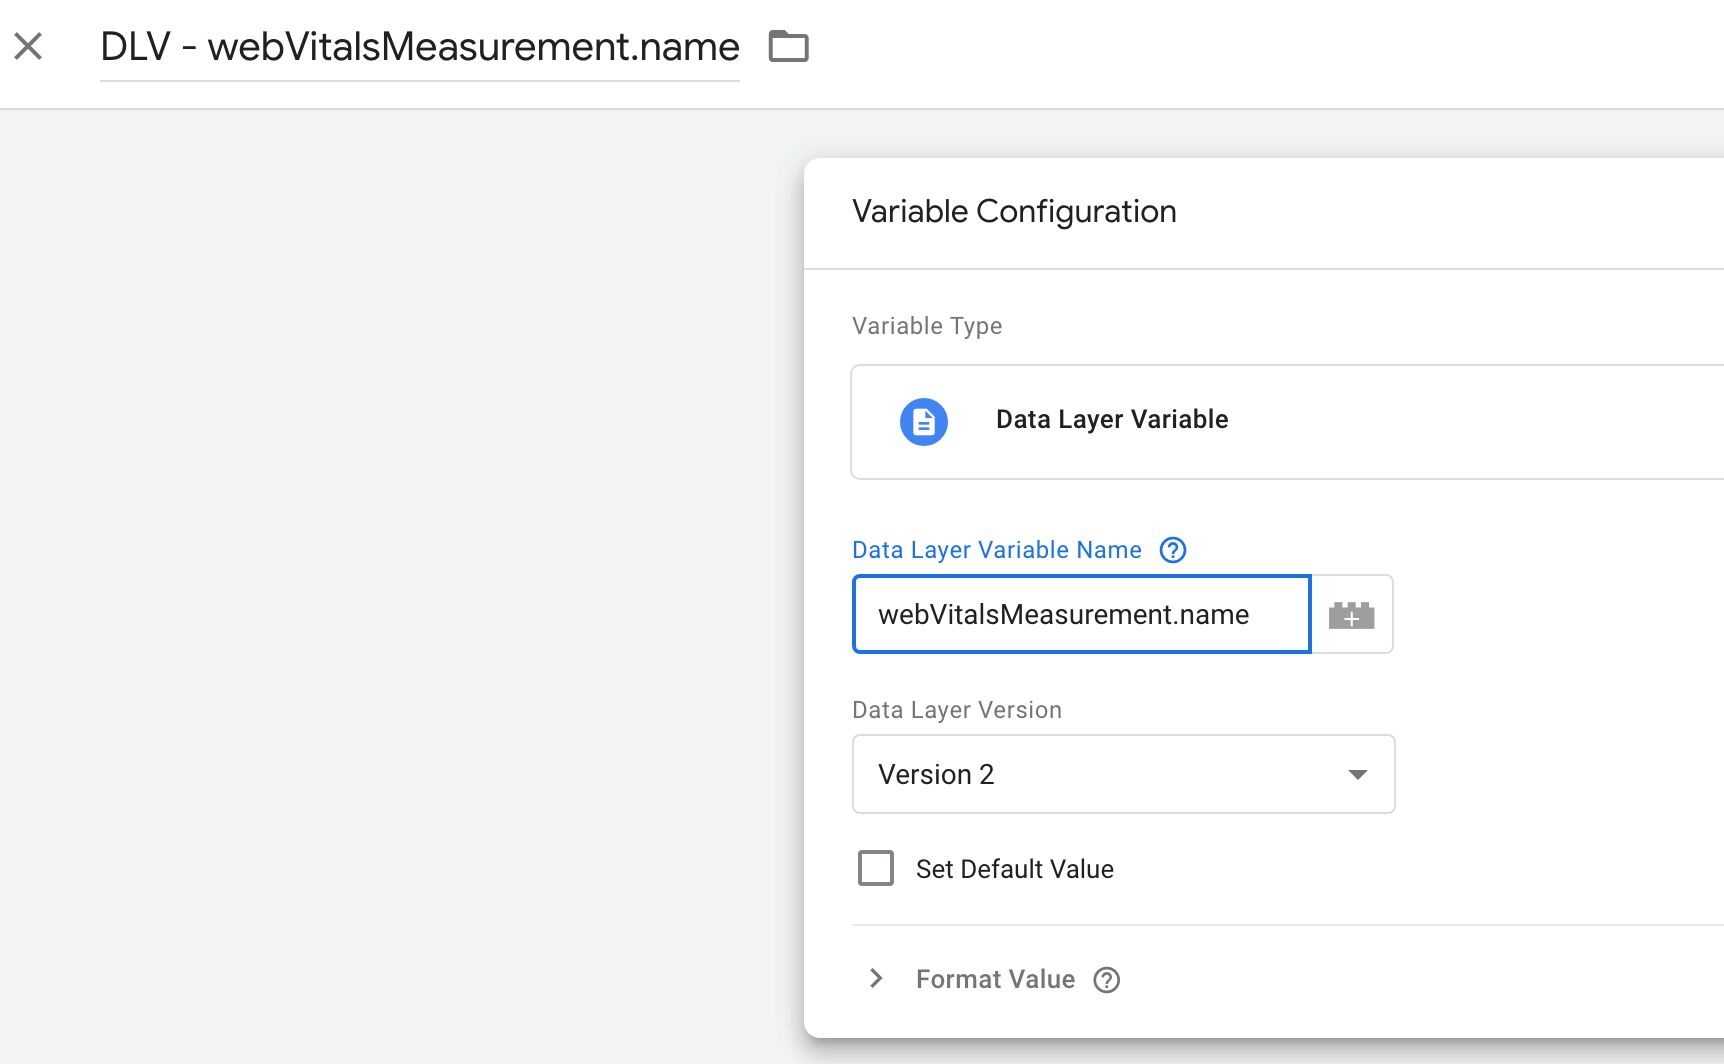 DLV - webVitalsMeasurement.name
Variable Configuration
Variable Type
Data Layer Variable
Data Layer Variable Name
webVitalsMeasurement.name
Data Layer Version
Version 2
Set Default Value
Format Value